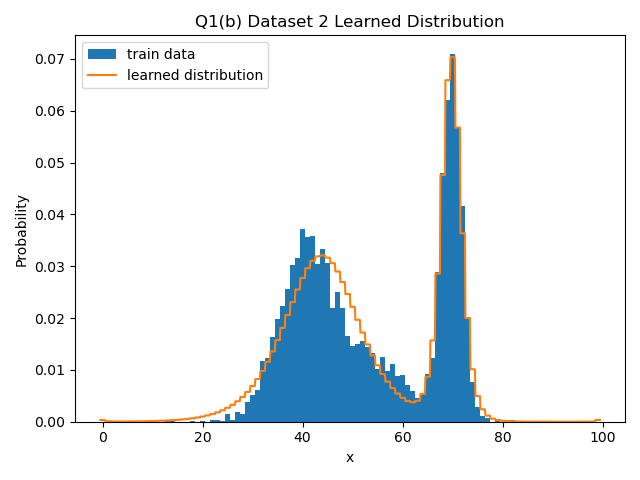 Q1(b) Dataset 2 Learned Distribution
train data
learned distribution
Probability
0.07
0.06
0.05
0.04
0.03
0.02
0.01
0.00
0 20 40 60 80 100
x